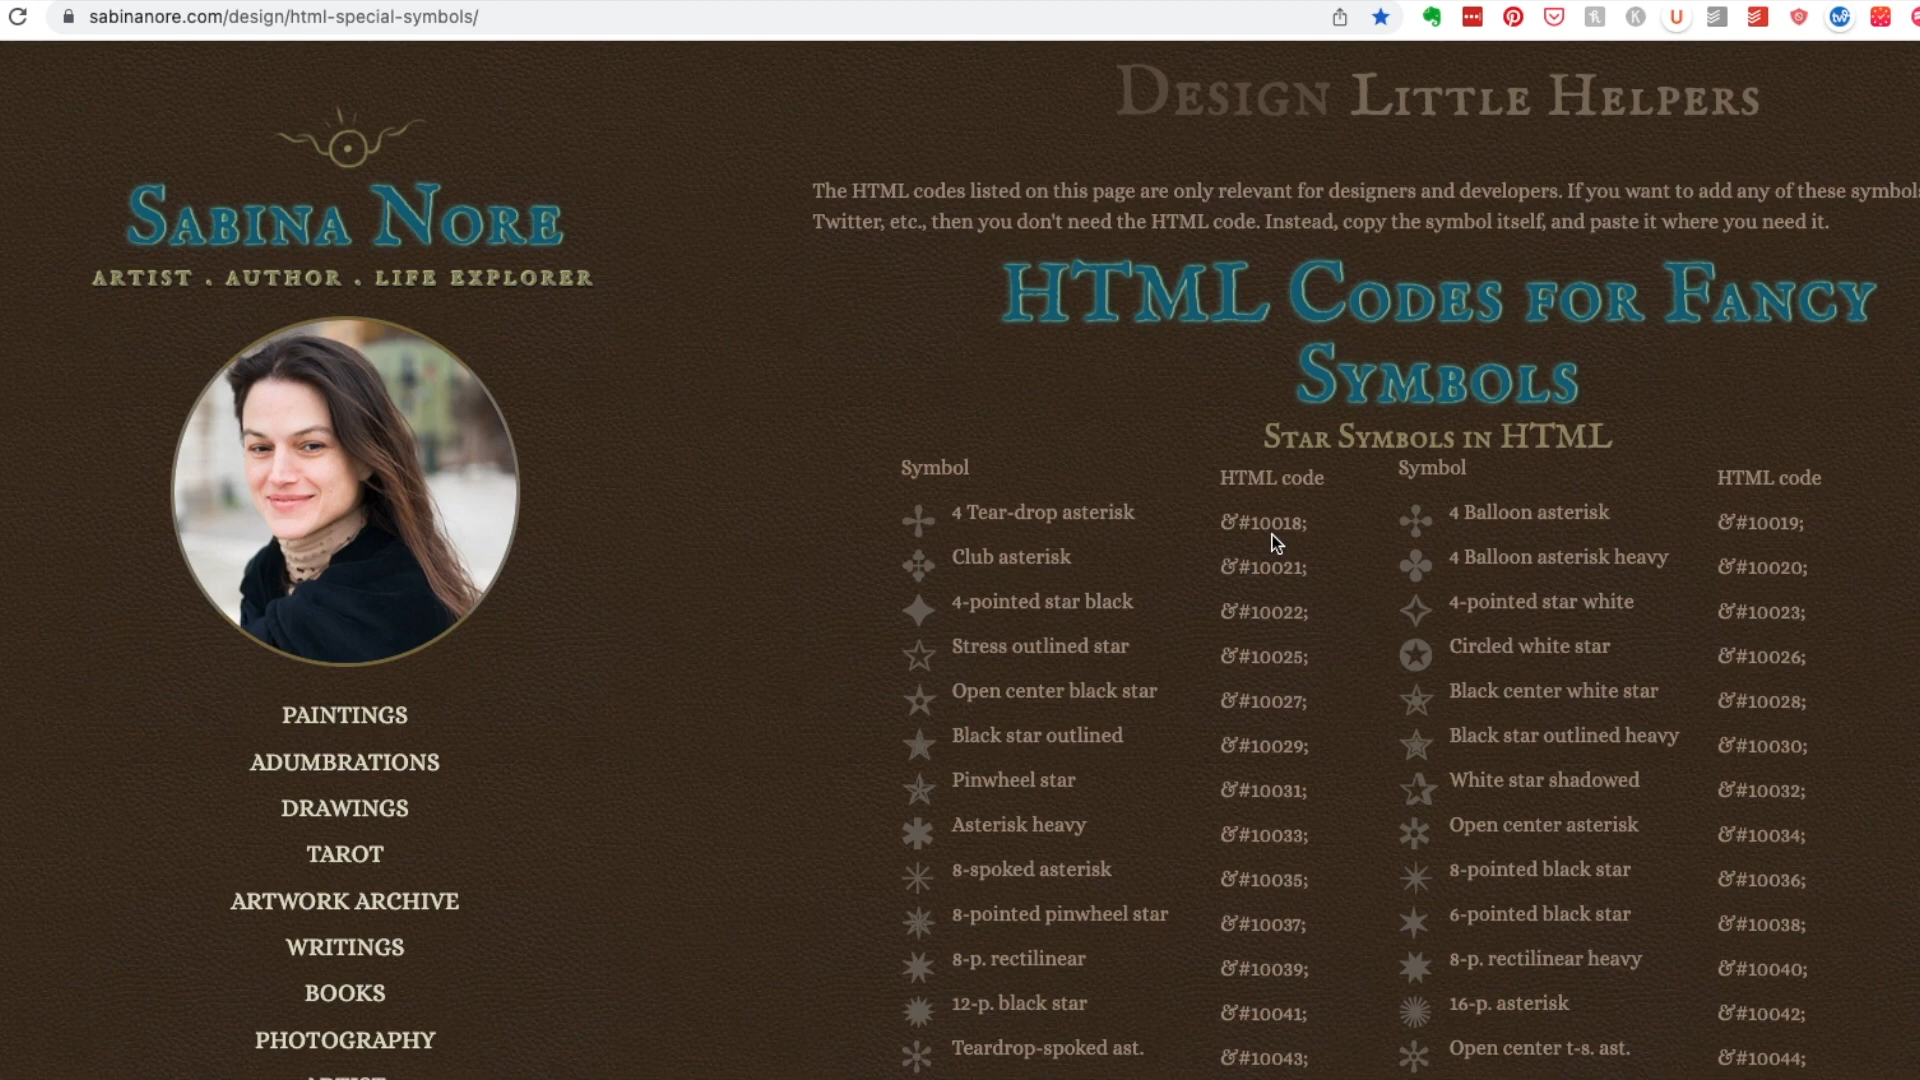 sabinanore.com/design/html-special-symbols/
SABINA NORE
ARTIST . AUTHOR . LIFE EXPLORER
PAINTINGS
ADUMBRATIONS
DRAWINGS
TAROT
ARTWORK ARCHIVE
WRITINGS
BOOKS
PHOTOGRAPHY
DESIGN LITTLE HELPERS
The HTML codes listed on this page are only relevant for designers and developers. If you want to add any of these symbols
Twitter, etc., then you don't need the HTML code. Instead, copy the symbol itself, and paste it where you need it.
HTML CODES FOR FANCY
SYMBOLS
STAR SYMBOLS IN HTML
Symbol HTML code Symbol HTML code
✢ 4 Tear-drop asterisk &#10018; ✣ 4 Balloon asterisk &#10019;
✥ Club asterisk &#10021; ✤ 4 Balloon asterisk heavy &#10020;
✦ 4-pointed star black &#10022; ✧ 4-pointed star white &#10023;
✩ Stress outlined star &#10025; ✪ Circled white star &#10026;
✫ Open center black star &#10027; ✬ Black center white star &#10028;
✭ Black star outlined &#10029; ✮ Black star outlined heavy &#10030;
✯ Pinwheel star &#10031; ✰ White star shadowed &#10032;
✱ Asterisk heavy &#10033; ✲ Open center asterisk &#10034;
✳ 8-spoked asterisk &#10035; ✴ 8-pointed black star &#10036;
✵ 8-pointed pinwheel star &#10037; ✶ 6-pointed black star &#10038;
✷ 8-p. rectilinear &#10039; ✸ 8-p. rectilinear heavy &#10040;
✹ 12-p. black star &#10041; ✺ 16-p. asterisk &#10042;
✻ Teardrop-spoked ast. &#10043; ✼ Open center t-s. ast. &#10044;